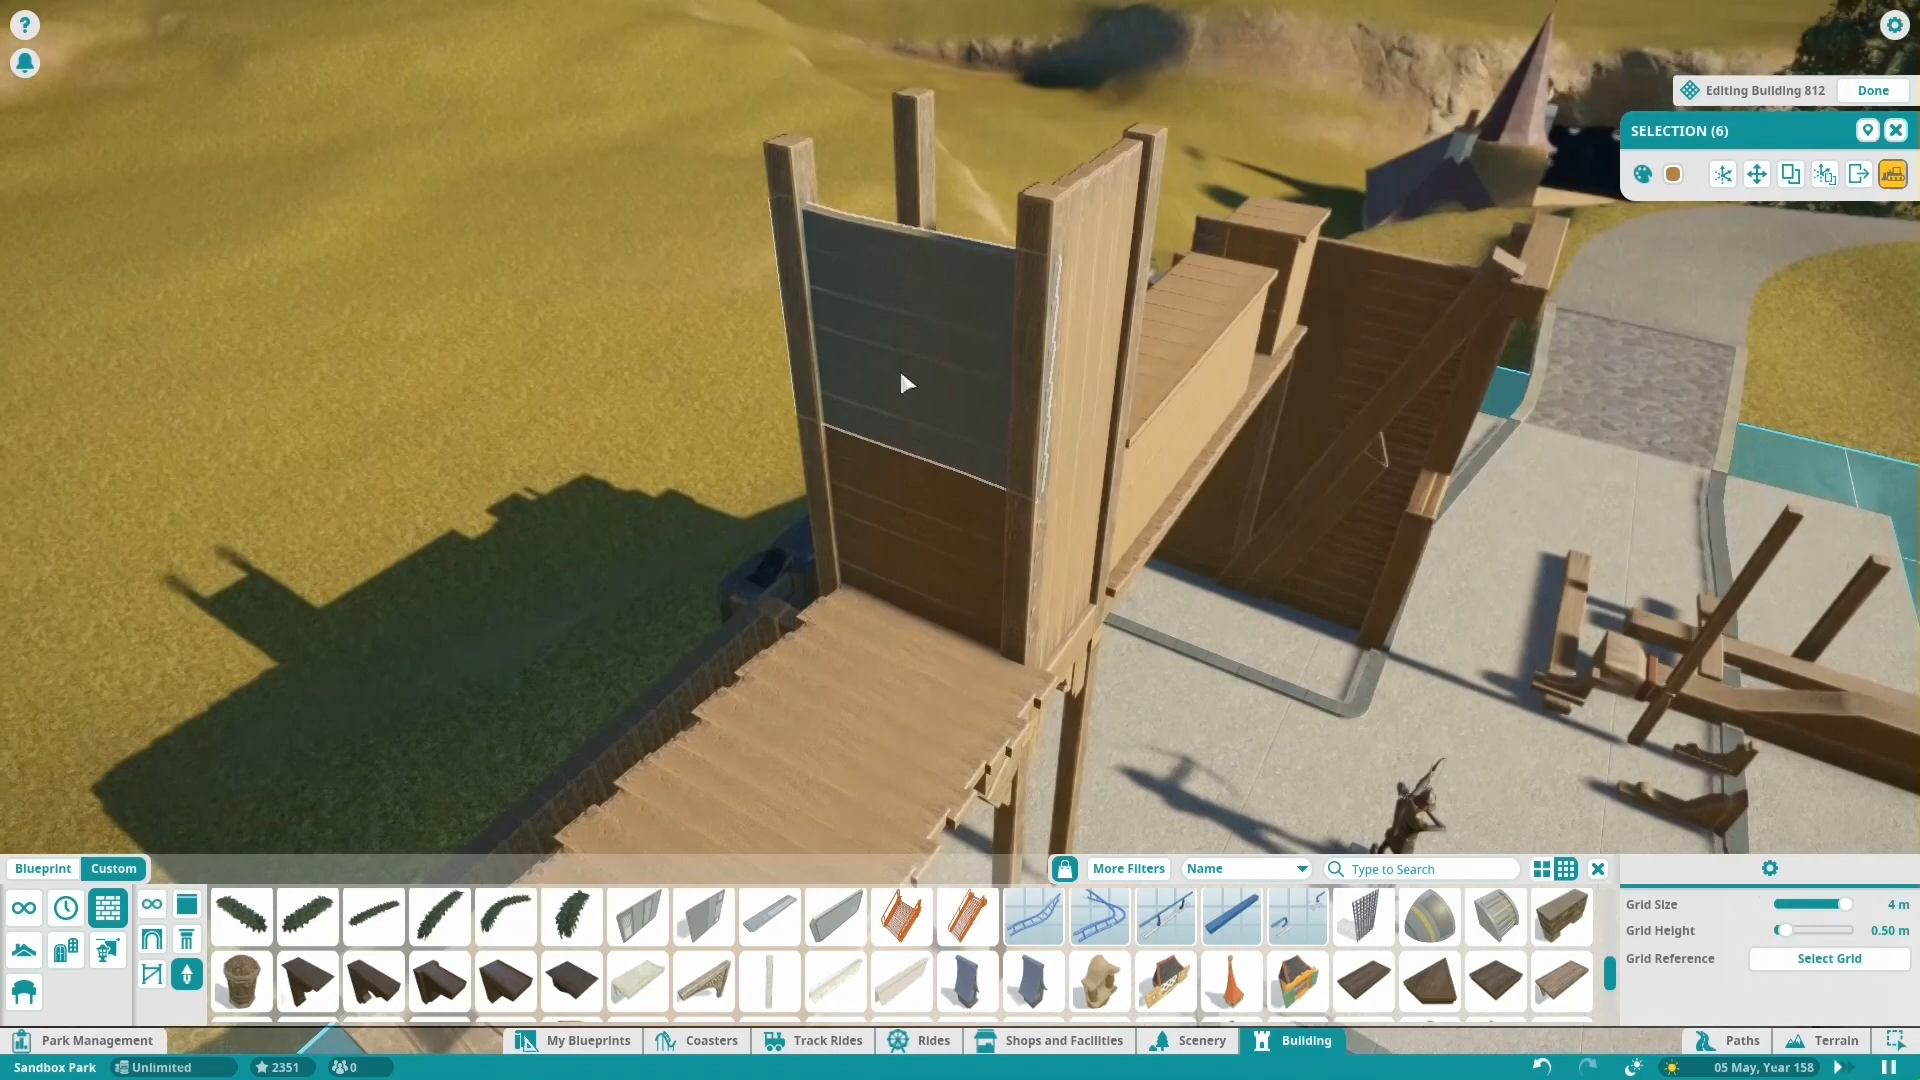 ?
Editing Building 812 Done
SELECTION (6)
Blueprint Custom
More Filters Name Type to Search
Grid Size 4 m
Grid Height 0.50 m
Grid Reference Select Grid
Park Management My Blueprints Coasters Track Rides Rides Shops and Facilities Scenery Building Paths Terrain
Sandbox Park Unlimited 2351 0 05 May, Year 158